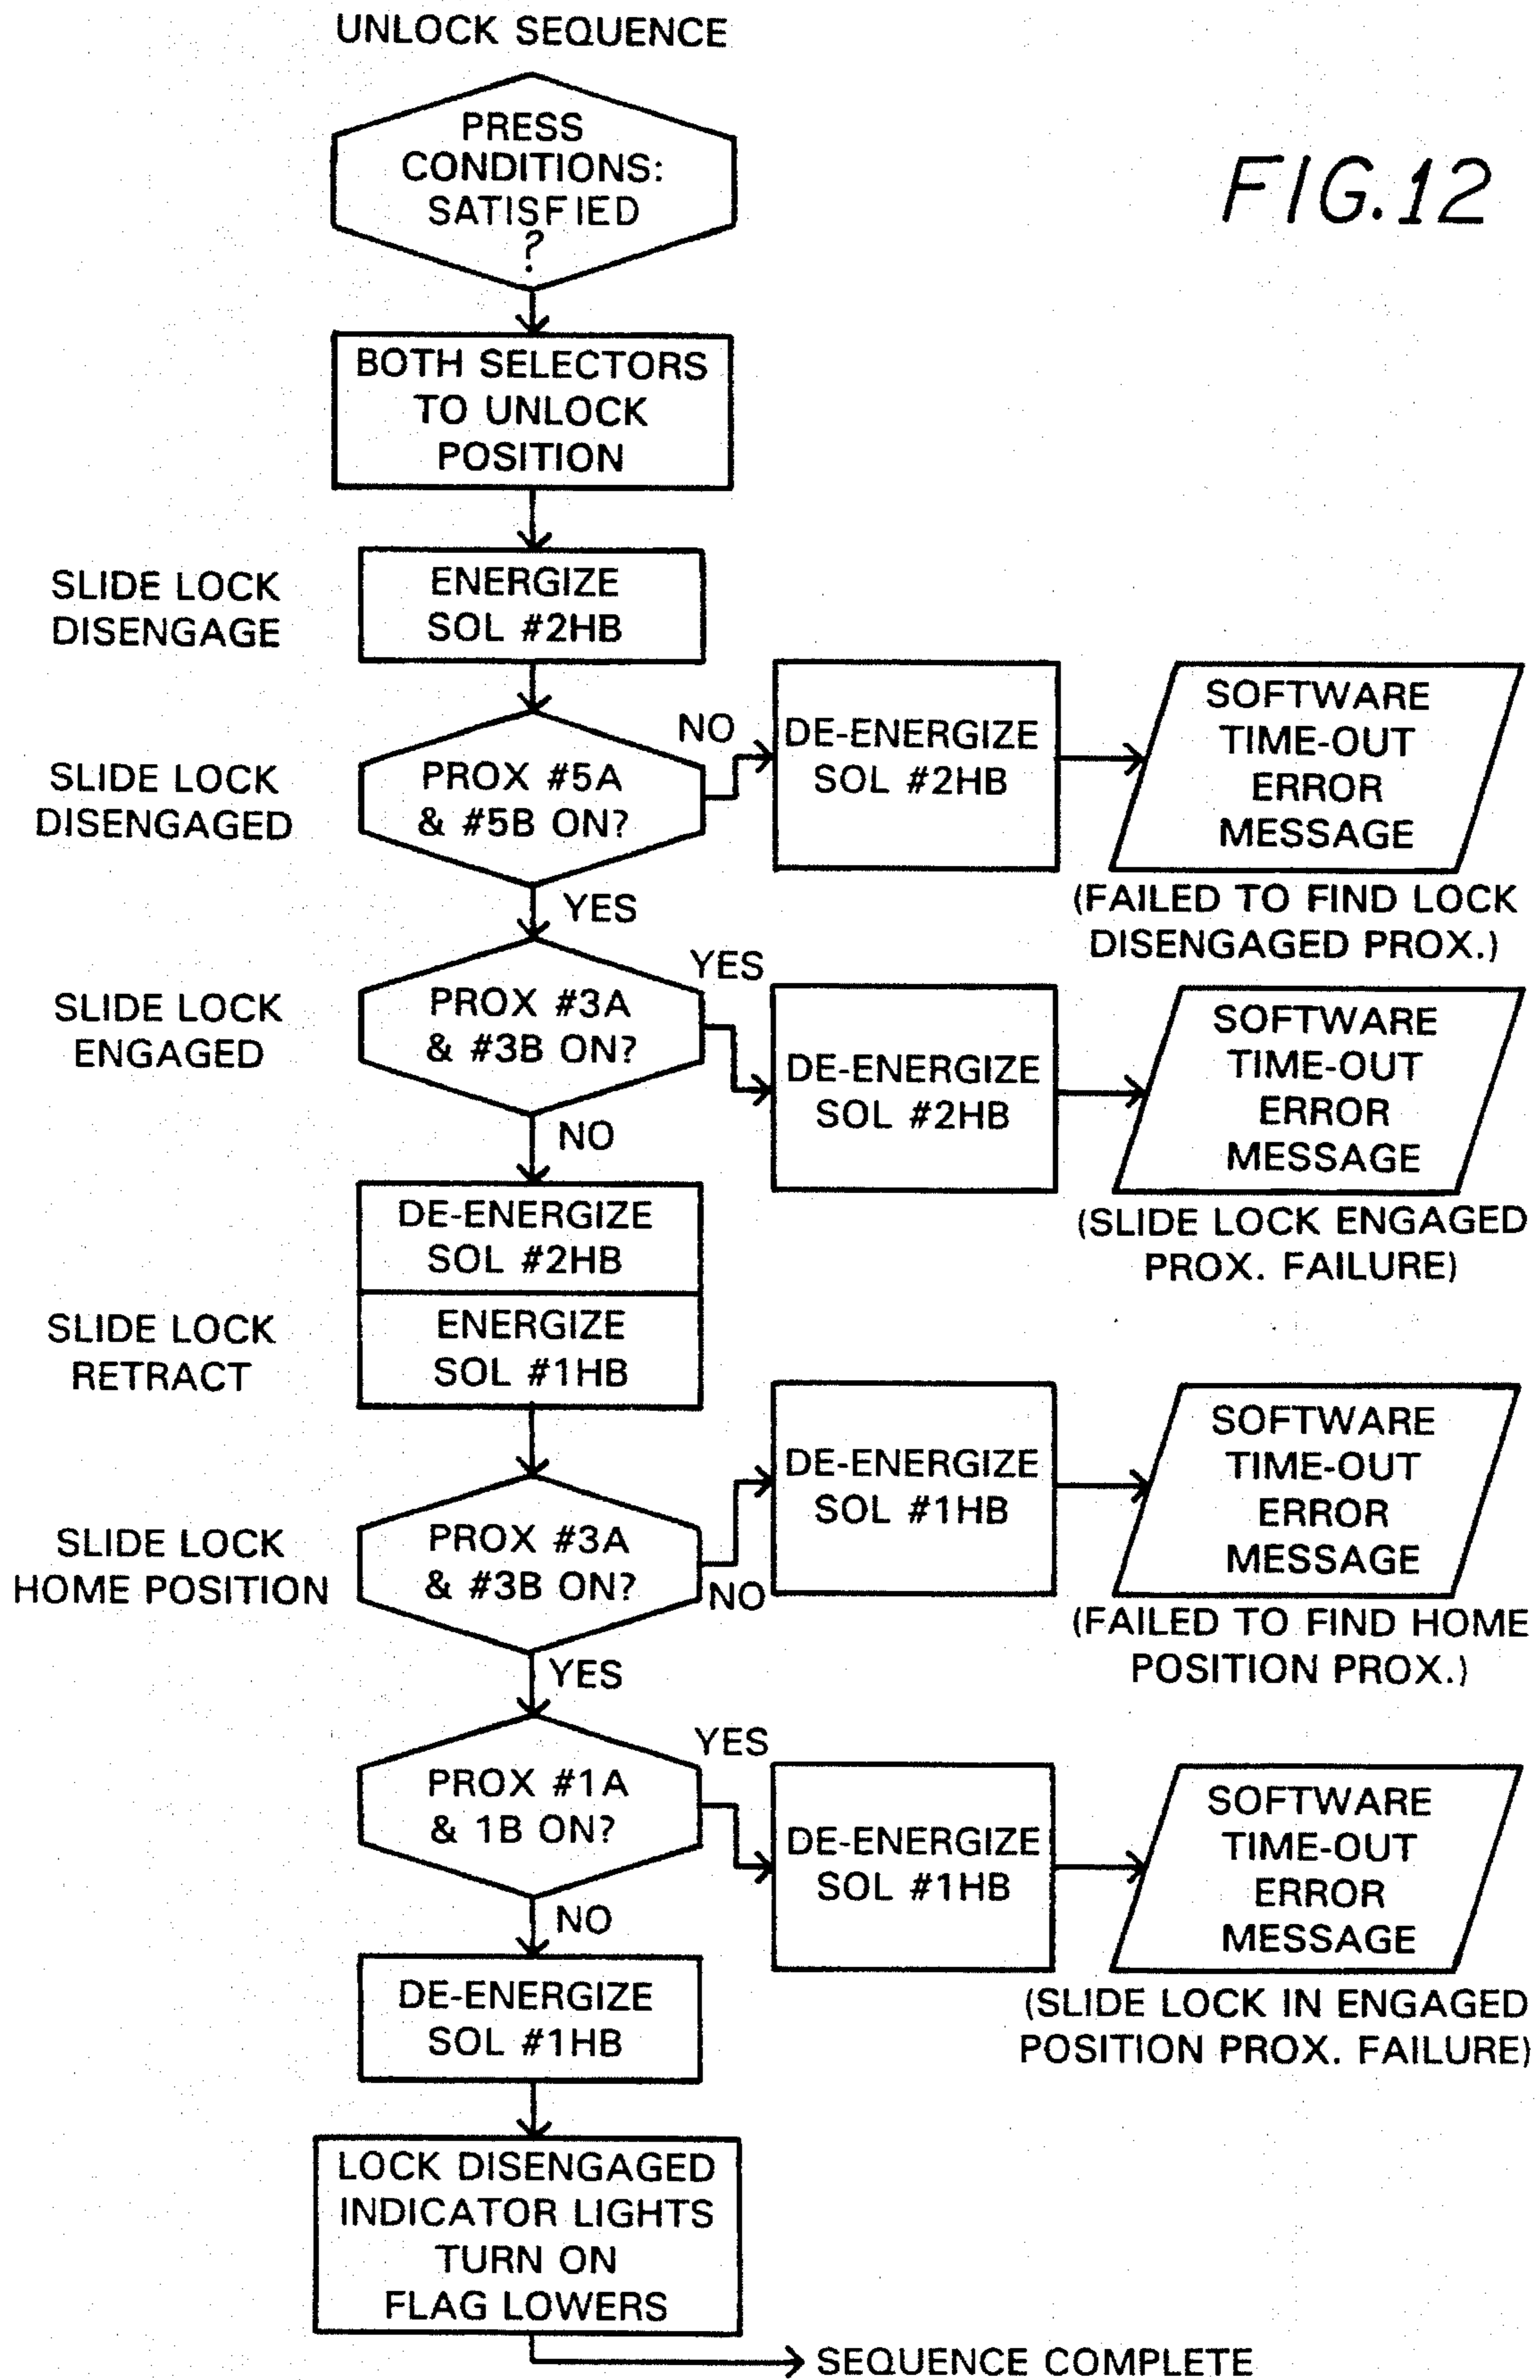 UNLOCK SEQUENCE
FIG.12
PRESS
CONDITIONS:
SATISFIED
?
BOTH SELECTORS
TO UNLOCK
POSITION
SLIDE LOCK
DISENGAGE
ENERGIZE
SOL #2HB
SLIDE LOCK
DISENGAGED
PROX #5A
& #5B ON?
NO
DE-ENERGIZE
SOL #2HB
SOFTWARE
TIME-OUT
ERROR
MESSAGE
(FAILED TO FIND LOCK
DISENGAGED PROX.)
YES
SLIDE LOCK
ENGAGED
PROX #3A
& #3B ON?
YES
DE-ENERGIZE
SOL #2HB
SOFTWARE
TIME-OUT
ERROR
MESSAGE
(SLIDE LOCK ENGAGED
PROX. FAILURE)
NO
DE-ENERGIZE
SOL #2HB
SLIDE LOCK
RETRACT
ENERGIZE
SOL #1HB
SLIDE LOCK
HOME POSITION
PROX #3A
& #3B ON?
NO
DE-ENERGIZE
SOL #1HB
SOFTWARE
TIME-OUT
ERROR
MESSAGE
(FAILED TO FIND HOME
POSITION PROX.)
YES
PROX #1A
& 1B ON?
YES
DE-ENERGIZE
SOL #1HB
SOFTWARE
TIME-OUT
ERROR
MESSAGE
(SLIDE LOCK IN ENGAGED
POSITION PROX. FAILURE)
NO
DE-ENERGIZE
SOL #1HB
LOCK DISENGAGED
INDICATOR LIGHTS
TURN ON
FLAG LOWERS
SEQUENCE COMPLETE